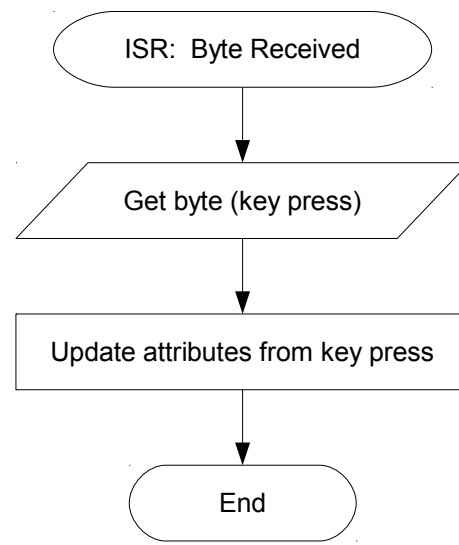 ISR:  Byte Received
Get byte (key press)
Update attributes from key press
End